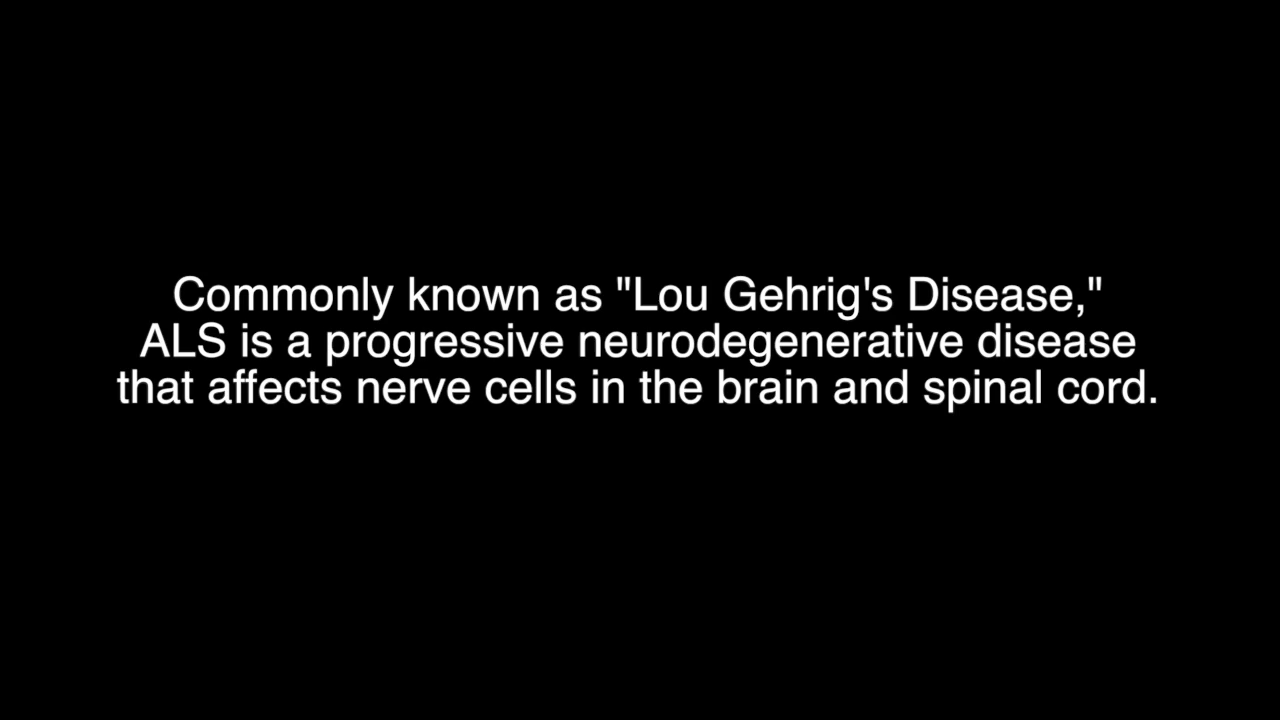 Commonly known as "Lou Gehrig's Disease,"
ALS is a progressive neurodegenerative disease
that affects nerve cells in the brain and spinal cord.